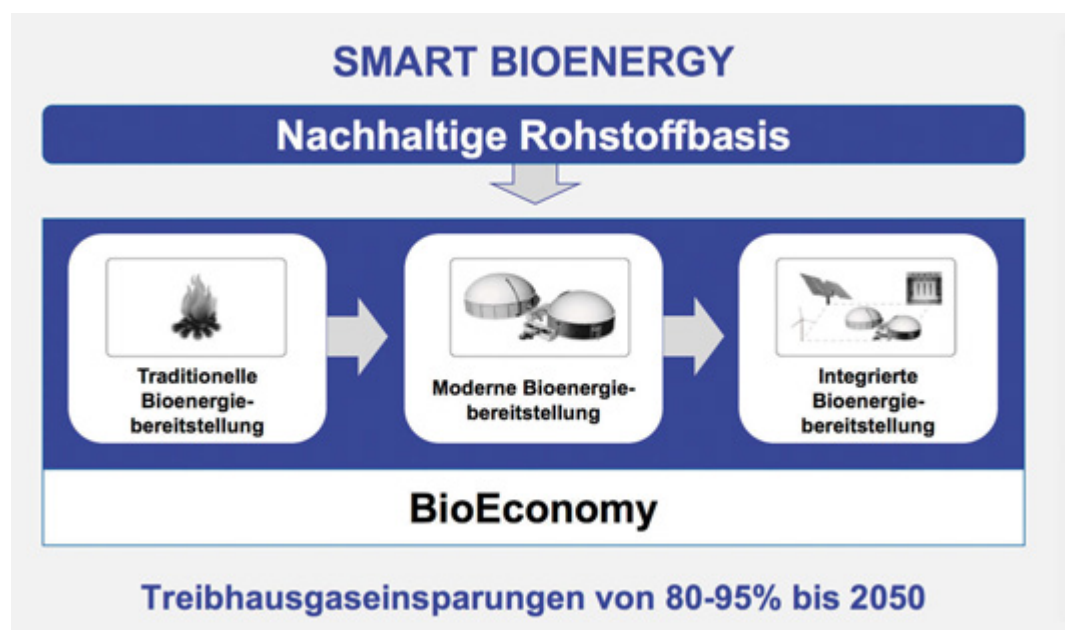 SMART BIOENERGY
Nachhaltige Rohstoffbasis
Traditionelle
Bioenergie-
bereitstellung
Moderne Bioenergie-
bereitstellung
Integrierte
Bioenergie-
bereitstellung
BioEconomy
Treibhausgaseinsparungen von 80-95% bis 2050